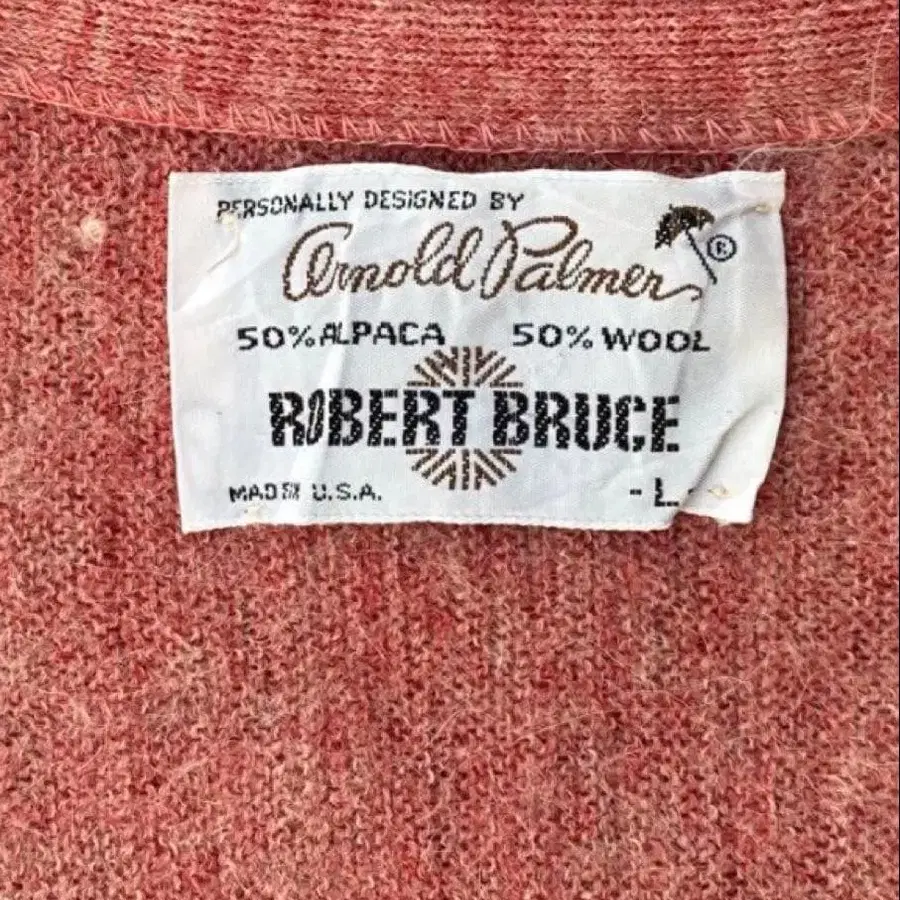 PERSONALLY DESIGNED BY
Arnold Palmer ®
50% ALPACA 50% WOOL
ROBERT BRUCE
MADE IN U.S.A. - L -